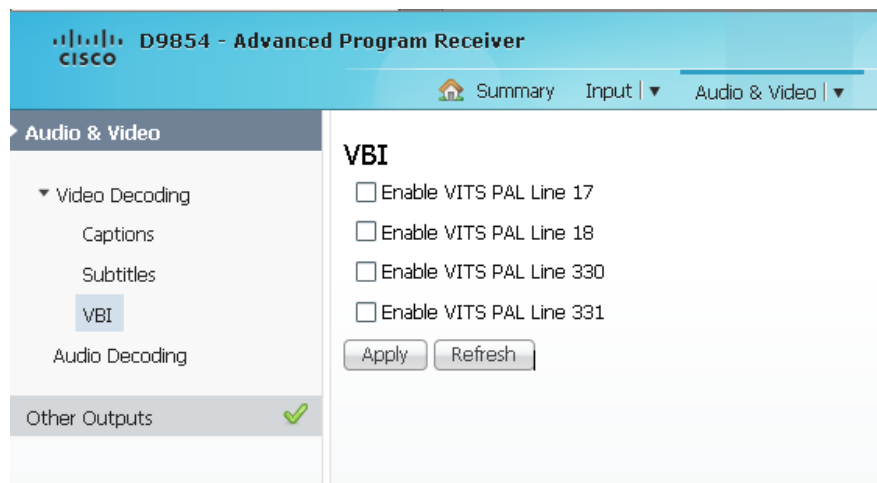 CISCO D9854 - Advanced Program Receiver
Summary Input | ▼ Audio & Video | ▼
Audio & Video
Video Decoding
Captions
Subtitles
VBI
Audio Decoding
Other Outputs
VBI
Enable VITS PAL Line 17
Enable VITS PAL Line 18
Enable VITS PAL Line 330
Enable VITS PAL Line 331
Apply Refresh